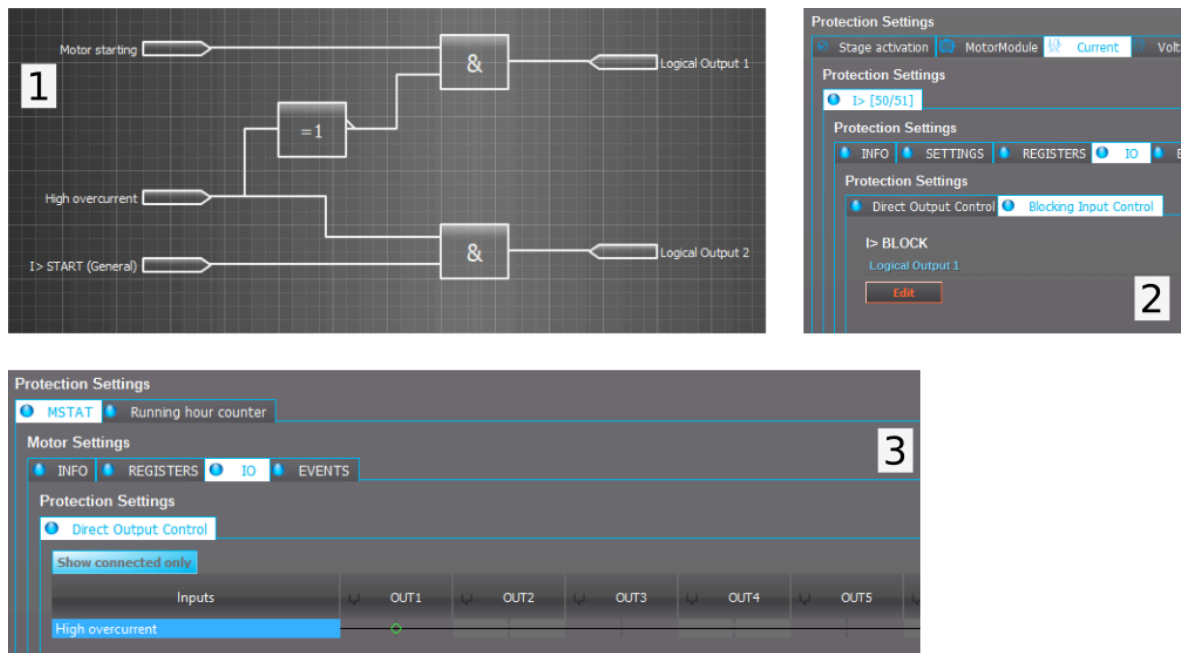 1
Motor starting
&
Logical Output 1
=1
High overcurrent
&
Logical Output 2
I> START (General)
Protection Settings
Stage activation MotorModule Current Volt
Protection Settings
I> [50/51]
Protection Settings
INFO SETTINGS REGISTERS IO E
Protection Settings
Direct Output Control Blocking Input Control
I> BLOCK
Logical Output 1
Edit
2
Protection Settings
MSTAT Running hour counter
3
Motor Settings
INFO REGISTERS IO EVENTS
Protection Settings
Direct Output Control
Show connected only
Inputs OUT1 OUT2 OUT3 OUT4 OUT5
High overcurrent